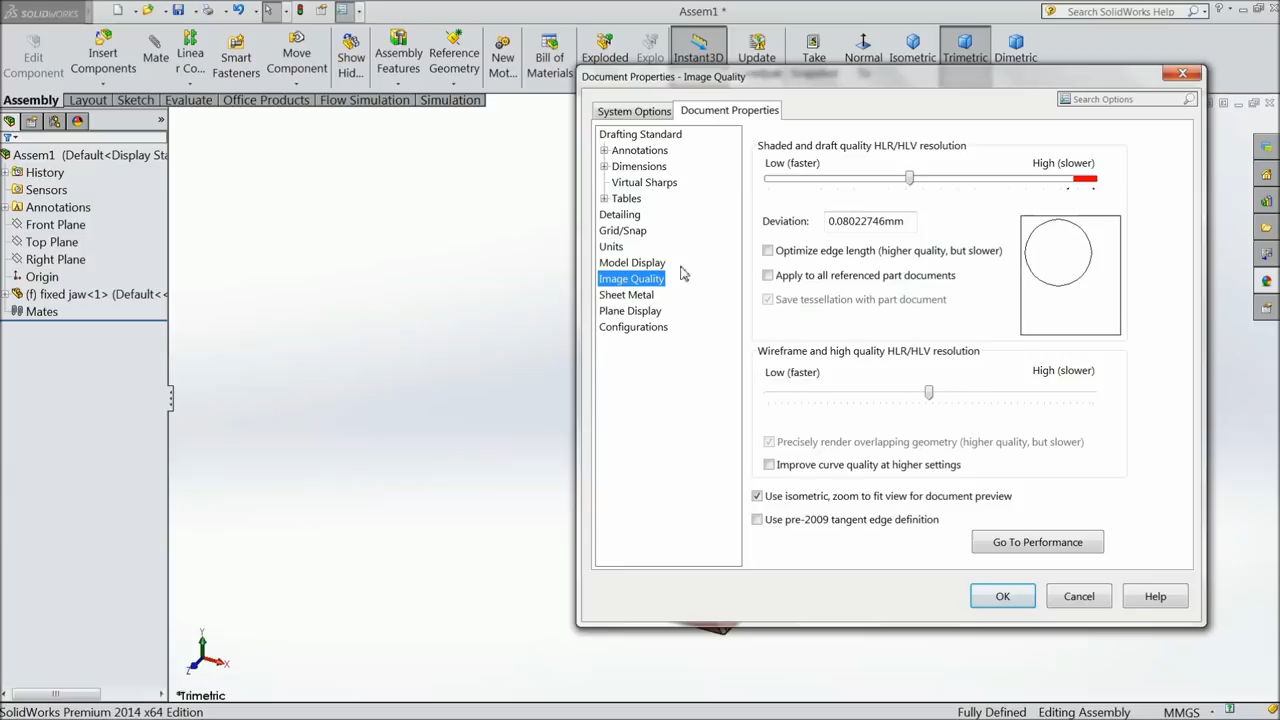 SOLIDWORKS
Assem1 *
Search SolidWorks Help
Edit
Component
Insert
Components
Mate
Linea
r Co...
Smart
Fasteners
Move
Component
Show
Hid...
Assembly
Features
Reference
Geometry
New
Mot...
Bill of
Materials
Exploded
Explo
Instant3D
Update
Take
Snapshot
Normal
Isometric
Trimetric
Dimetric
Assembly
Layout
Sketch
Evaluate
Office Products
Flow Simulation
Simulation
Assem1 (Default<Display Sta
History
Sensors
Annotations
Front Plane
Top Plane
Right Plane
Origin
(f) fixed jaw<1> (Default<<
Mates
Document Properties - Image Quality
System Options
Document Properties
Search Options
Drafting Standard
Annotations
Dimensions
Virtual Sharps
Tables
Detailing
Grid/Snap
Units
Model Display
Image Quality
Sheet Metal
Plane Display
Configurations
Shaded and draft quality HLR/HLV resolution
Low (faster)
High (slower)
Deviation:
0.08022746mm
Optimize edge length (higher quality, but slower)
Apply to all referenced part documents
Save tessellation with part document
Wireframe and high quality HLR/HLV resolution
Low (faster)
High (slower)
Precisely render overlapping geometry (higher quality, but slower)
Improve curve quality at higher settings
Use isometric, zoom to fit view for document preview
Use pre-2009 tangent edge definition
Go To Performance
OK
Cancel
Help
Y
X
Z
*Trimetric
SolidWorks Premium 2014 x64 Edition
Fully Defined
Editing Assembly
MMGS